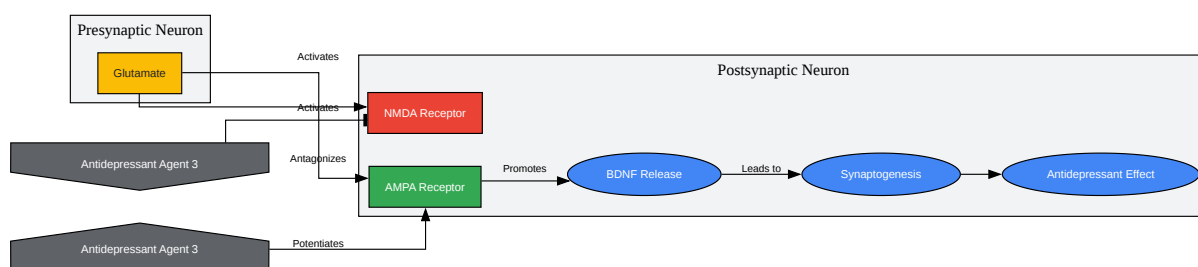 Presynaptic Neuron
Glutamate
Activates
Postsynaptic Neuron
Activates
NMDA Receptor
Antidepressant Agent 3
Antagonizes
AMPA Receptor
Promotes
BDNF Release
Leads to
Synaptogenesis
Antidepressant Effect
Antidepressant Agent 3
Potentiates